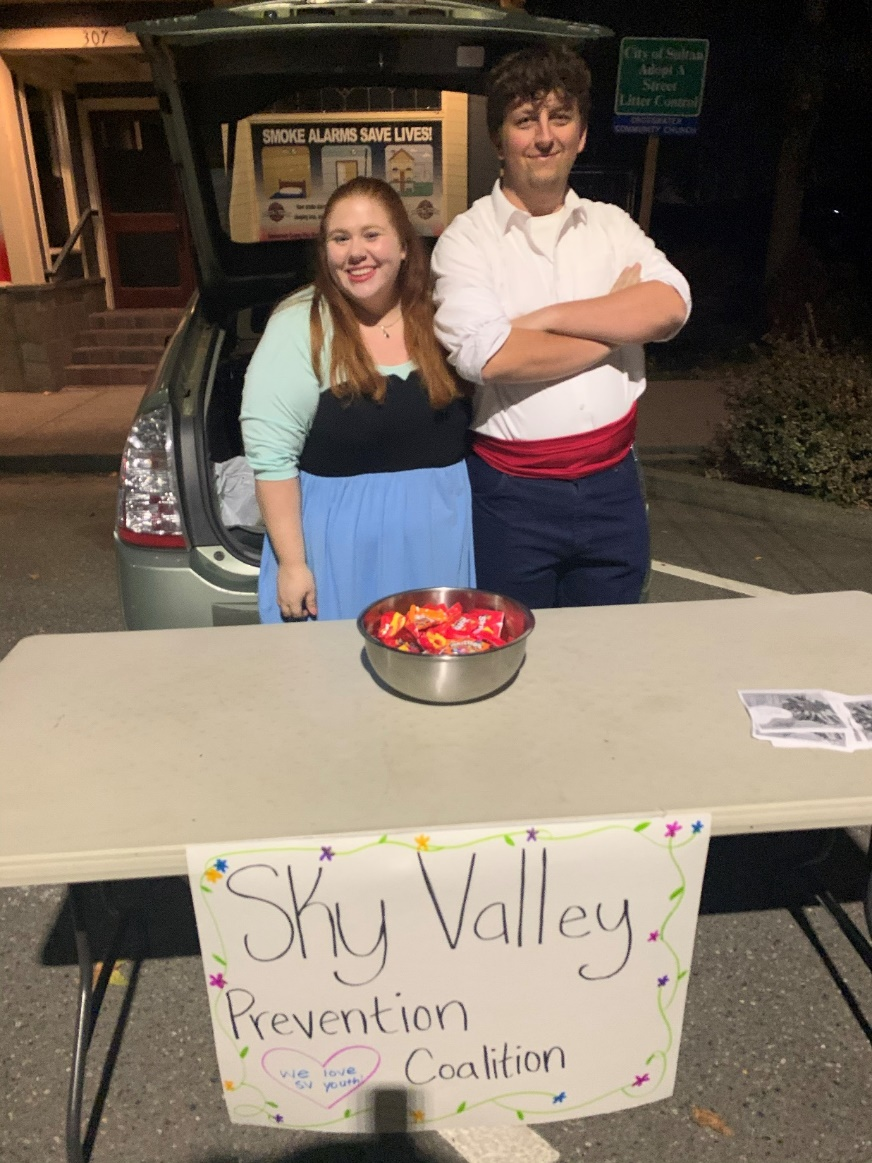 307
City of Sultan
Adopt A
Street
Litter Control
CROSSWATER
COMMUNITY CHURCH
SMOKE ALARMS SAVE LIVES!
Sky Valley
Prevention
Coalition
We love
SV youth!